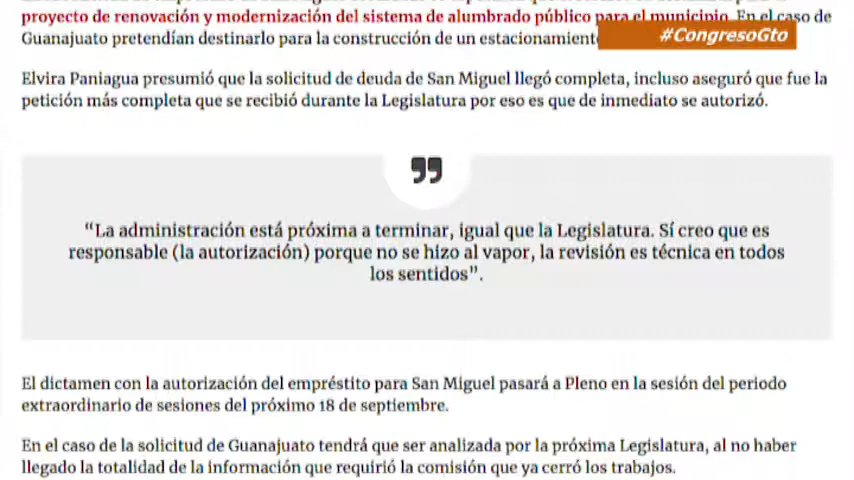 proyecto de renovación y modernización del sistema de alumbrado público para el municipio. En el caso de
Guanajuato pretendían destinarlo para la construcción de un estacionamiento
#CongresoGto
Elvira Paniagua presumió que la solicitud de deuda de San Miguel llegó completa, incluso aseguró que fue la
petición más completa que se recibió durante la Legislatura por eso es que de inmediato se autorizó.
”
“La administración está próxima a terminar, igual que la Legislatura. Sí creo que es
responsable (la autorización) porque no se hizo al vapor, la revisión es técnica en todos
los sentidos”.
El dictamen con la autorización del empréstito para San Miguel pasará a Pleno en la sesión del periodo
extraordinario de sesiones del próximo 18 de septiembre.
En el caso de la solicitud de Guanajuato tendrá que ser analizada por la próxima Legislatura, al no haber
llegado la totalidad de la información que requirió la comisión que ya cerró los trabajos.